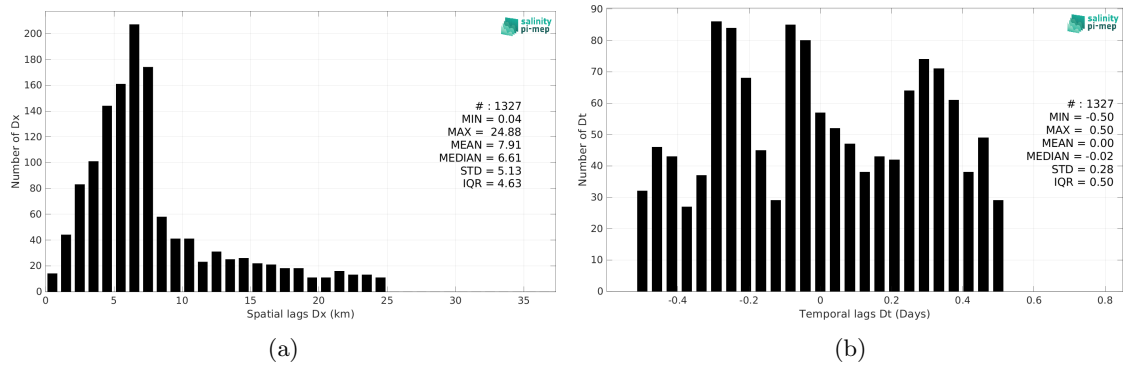 salinity
pi-mep
# : 1327
MIN = 0.04
MAX = 24.88
MEAN = 7.91
MEDIAN = 6.61
STD = 5.13
IQR = 4.63
Number of Dx
200
180
160
140
120
100
80
60
40
20
0
0 5 10 15 20 25 30 35
Spatial lags Dx (km)
(a)
salinity
pi-mep
# : 1327
MIN = -0.50
MAX = 0.50
MEAN = 0.00
MEDIAN = -0.02
STD = 0.28
IQR = 0.50
Number of Dt
90
80
70
60
50
40
30
20
10
0
-0.4 -0.2 0 0.2 0.4 0.6 0.8
Temporal lags Dt (Days)
(b)